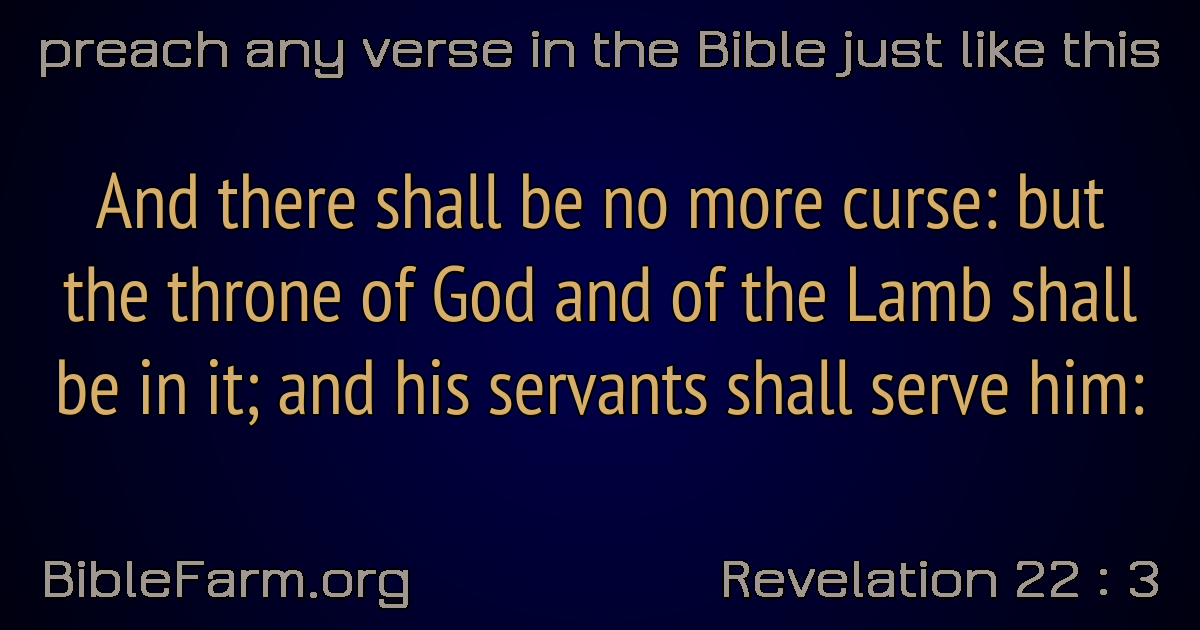 preach any verse in the Bible just like this
And there shall be no more curse: but
the throne of God and of the Lamb shall
be in it; and his servants shall serve him:
BibleFarm.org
Revelation 22 : 3